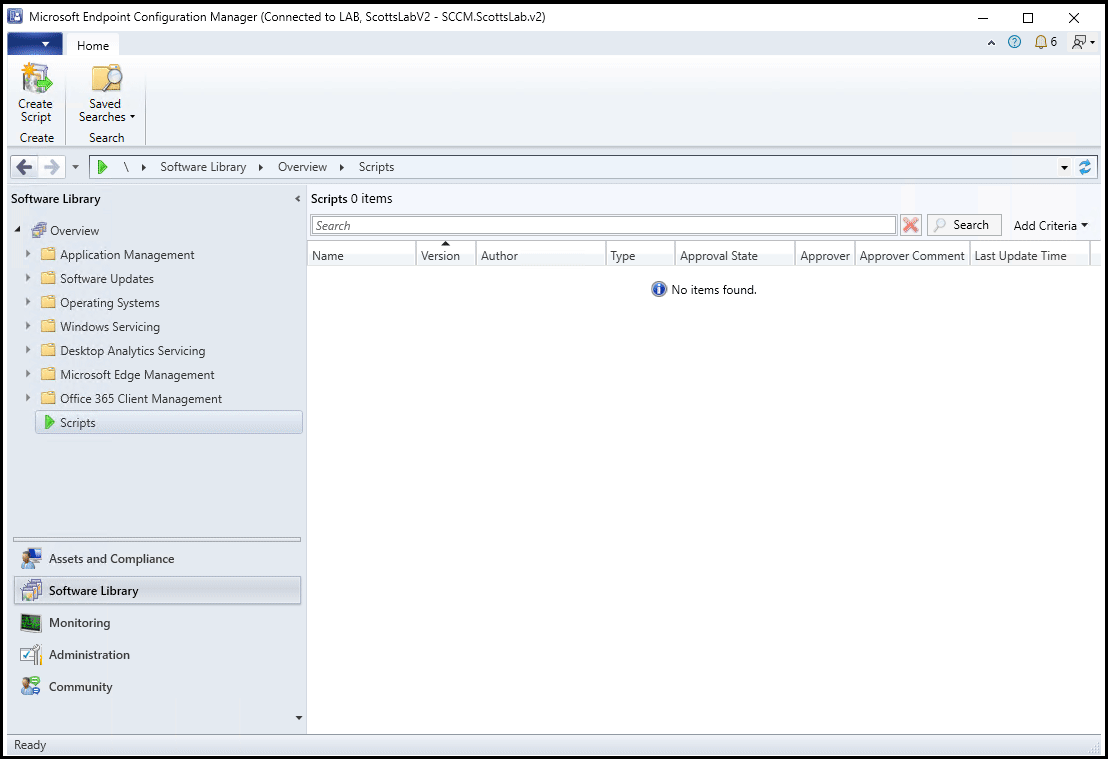 Microsoft Endpoint Configuration Manager (Connected to LAB, ScottsLabV2 - SCCM.ScottsLab.v2)
Home
6
Create
Script
Saved
Searches
Create
Search
\ Software Library Overview Scripts
Software Library
Scripts 0 items
Search
Search
Add Criteria
Name Version Author Type Approval State Approver Approver Comment Last Update Time
No items found.
Overview
Application Management
Software Updates
Operating Systems
Windows Servicing
Desktop Analytics Servicing
Microsoft Edge Management
Office 365 Client Management
Scripts
Assets and Compliance
Software Library
Monitoring
Administration
Community
Ready